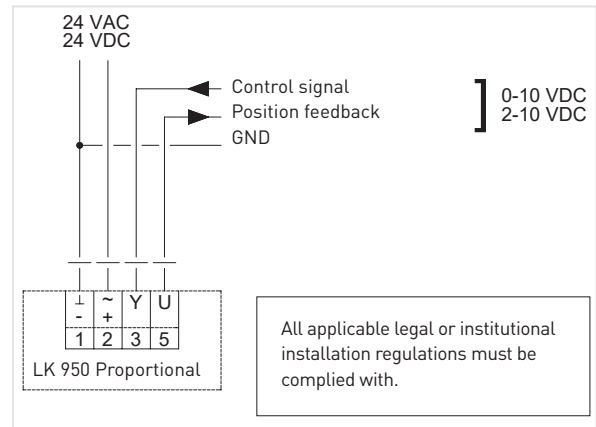 24 VAC
24 VDC
Control signal
Position feedback
GND
0-10 VDC
2-10 VDC
⊥ ~ Y U
- +
1 2 3 5
LK 950 Proportional
All applicable legal or institutional
installation regulations must be
complied with.